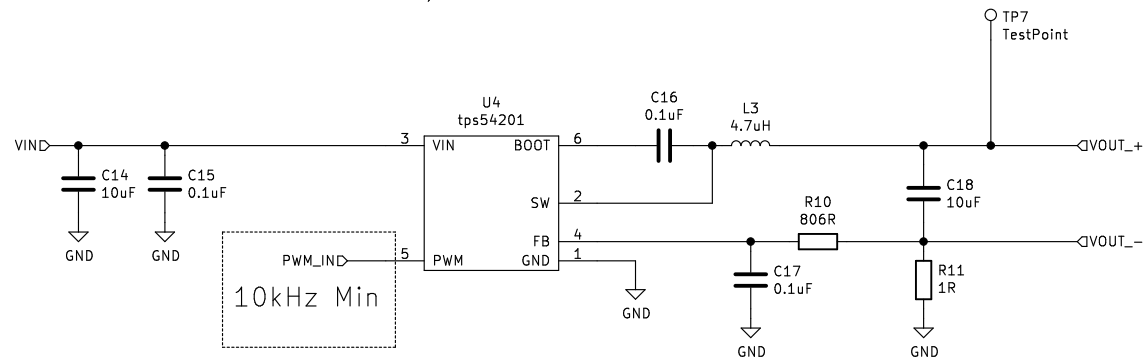 TP7
TestPoint
U4
tps54201
C16
0.1uF
L3
4.7uH
VIN
3
VIN
BOOT
6
VOUT_+
C14
10uF
C15
0.1uF
C18
10uF
SW
2
R10
806R
GND
GND
FB
4
VOUT_-
PWM_IN
5
PWM
GND
1
C17
0.1uF
R11
1R
10kHz Min
GND
GND
GND